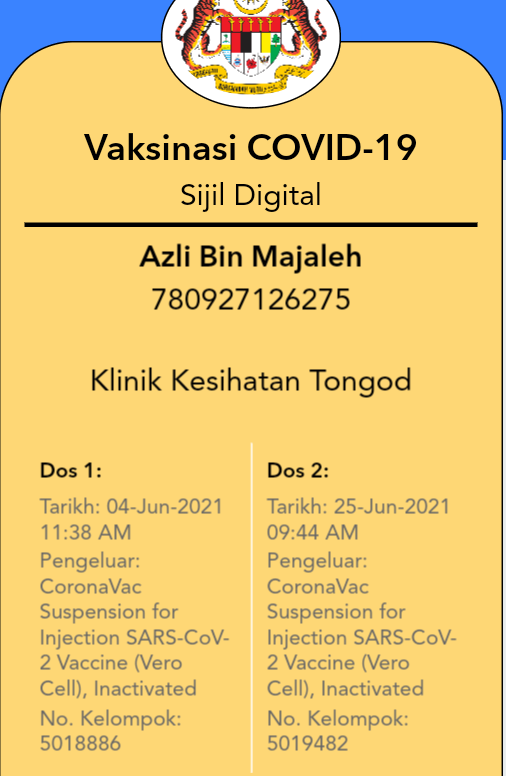 Vaksinasi COVID-19
Sijil Digital
Azli Bin Majaleh
780927126275
Klinik Kesihatan Tongod
Dos 1:
Tarikh: 04-Jun-2021
11:38 AM
Pengeluar:
CoronaVac
Suspension for
Injection SARS-CoV-
2 Vaccine (Vero
Cell), Inactivated
No. Kelompok:
5018886
Dos 2:
Tarikh: 25-Jun-2021
09:44 AM
Pengeluar:
CoronaVac
Suspension for
Injection SARS-CoV-
2 Vaccine (Vero
Cell), Inactivated
No. Kelompok:
5019482